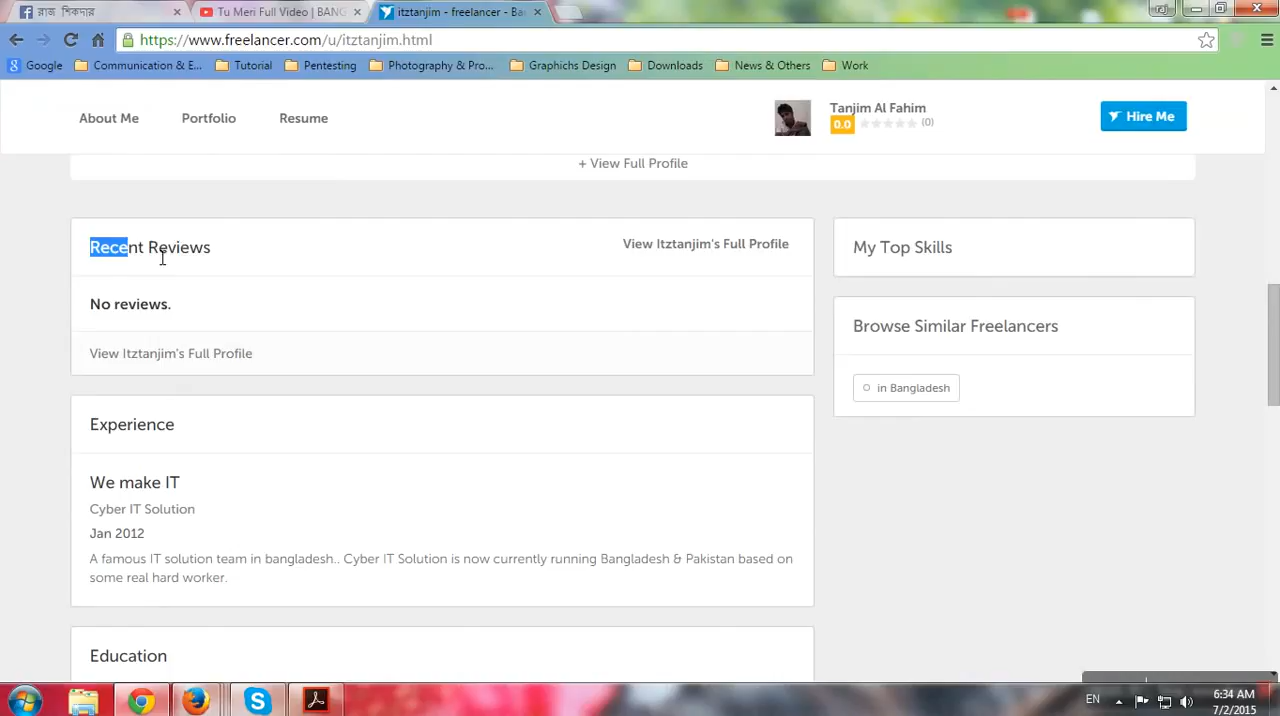 রাজ শিকদার
Tu Meri Full Video | BANG
itztanjim - freelancer - Ba
https://www.freelancer.com/u/itztanjim.html
Google
Communication & E...
Tutorial
Pentesting
Photography & Pro...
Graphichs Design
Downloads
News & Others
Work
About Me
Portfolio
Resume
Tanjim Al Fahim
0.0
(0)
Hire Me
+ View Full Profile
Recent Reviews
View Itztanjim's Full Profile
No reviews.
View Itztanjim's Full Profile
My Top Skills
Browse Similar Freelancers
in Bangladesh
Experience
We make IT
Cyber IT Solution
Jan 2012
A famous IT solution team in bangladesh.. Cyber IT Solution is now currently running Bangladesh & Pakistan based on
some real hard worker.
Education
EN
6:34 AM
7/2/2015